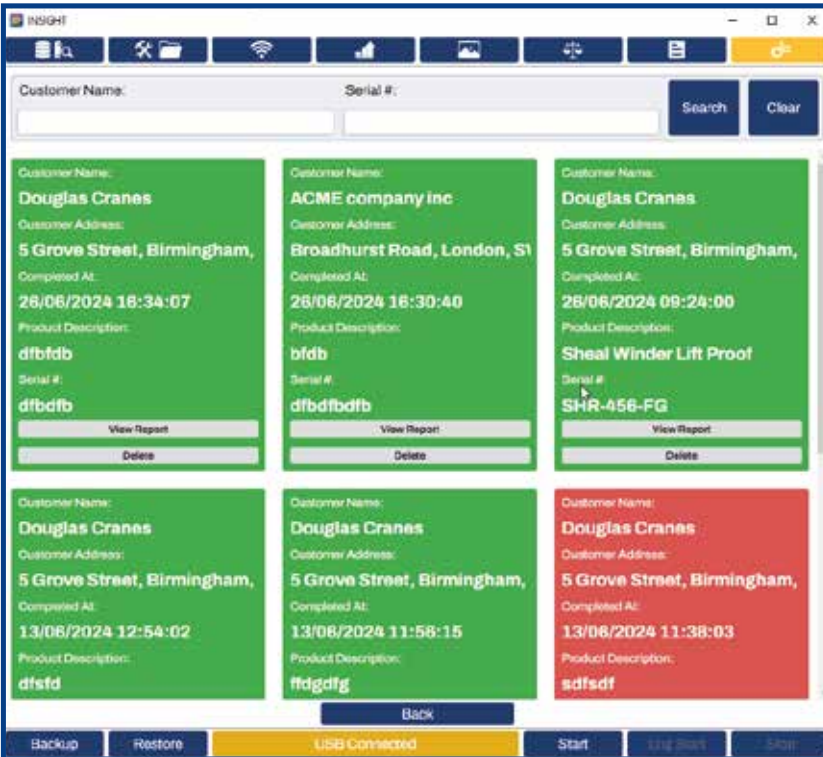 INSIGHT
Customer Name:
Serial #:
Search
Clear
Customer Name:
Douglas Cranes
Customer Address:
5 Grove Street, Birmingham,
Completed At:
26/06/2024 16:34:07
Product Description:
dfbfdb
Serial #:
dfbdfb
View Report
Delete
Customer Name:
ACME company inc
Customer Address:
Broadhurst Road, London, S
Completed At:
26/06/2024 16:30:40
Product Description:
bfdb
Serial #:
dfbdfbdfb
View Report
Delete
Customer Name:
Douglas Cranes
Customer Address:
5 Grove Street, Birmingham,
Completed At:
26/06/2024 09:24:00
Product Description:
Sheal Winder Lift Proof
Serial #
SHR-456-FG
View Report
Delete
Customer Name:
Douglas Cranes
Customer Address:
5 Grove Street, Birmingham,
Completed At:
13/06/2024 12:54:02
Product Description:
dfsfd
Customer Name:
Douglas Cranes
Customer Address:
5 Grove Street, Birmingham,
Completed At:
13/06/2024 11:56:15
Product Description:
ffdgdfg
Customer Name:
Douglas Cranes
Customer Address:
5 Grove Street, Birmingham,
Completed At:
13/06/2024 11:38:03
Product Description:
sdfsdf
Back
Backup
Restore
USB Connected
Start
Log Start
Stop